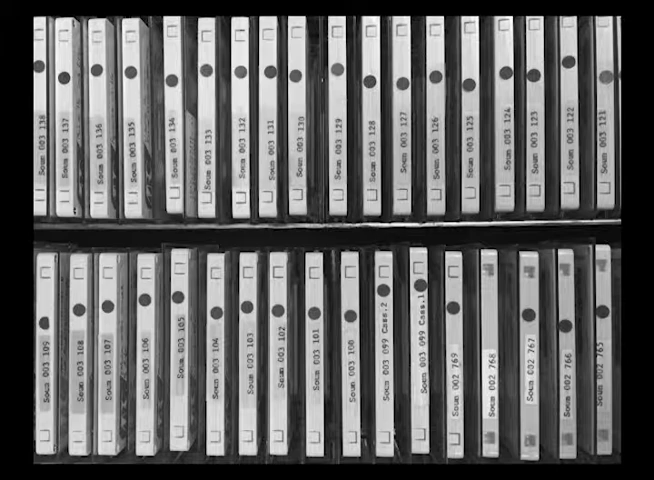 Soum 003 138
Soum 003 137
Soum 003 136
Soum 003 135
Soum 003 134
Soum 003 133
Soum 003 132
Soum 003 131
Soum 003 130
Soum 003 129
Soum 003 128
Soum 003 127
Soum 003 126
Soum 003 125
Soum 003 124
Soum 003 123
Soum 003 122
Soum 003 121
Soum 003 109
Soum 003 108
Soum 003 107
Soum 003 106
Soum 003 105
Soum 003 104
Soum 003 103
Soum 003 102
Soum 003 101
Soum 003 100
Soum 003 099 Cass.2
Soum 003 099 Cass.1
Soum 002 769
Soum 002 768
Soum 002 767
Soum 002 766
Soum 002 765